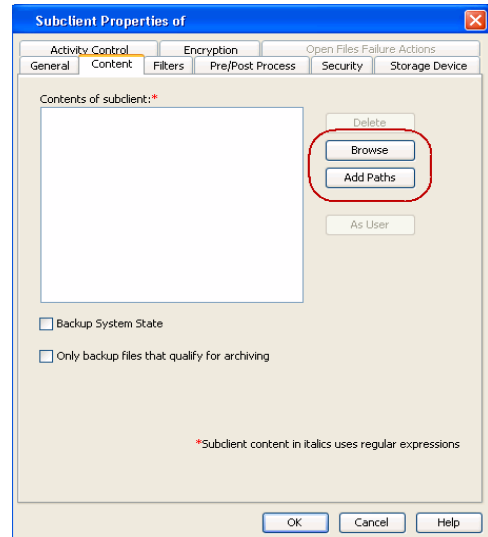 Subclient Properties of
Activity Control Encryption Open Files Failure Actions
General Content Filters Pre/Post Process Security Storage Device
Contents of subclient:*
Delete
Browse
Add Paths
As User
Backup System State
Only backup files that qualify for archiving
*Subclient content in italics uses regular expressions
OK Cancel Help